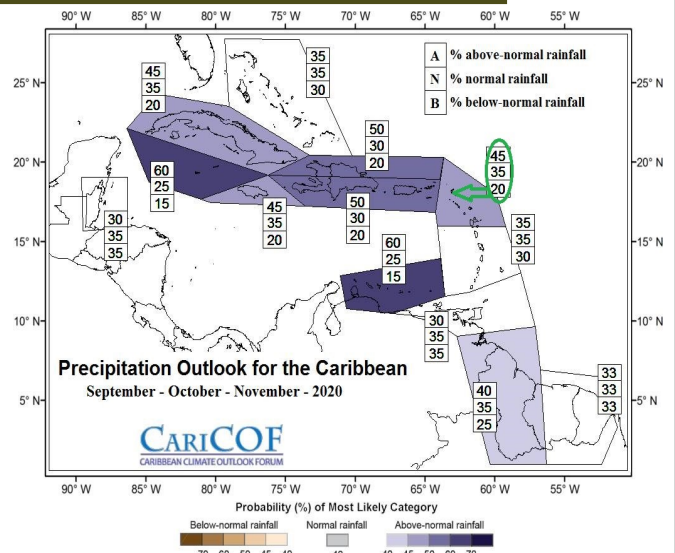 90° W 85° W 80° W 75° W 70° W 65° W 60° W 55° W
A % above-normal rainfall
N % normal rainfall
B % below-normal rainfall
25° N
20° N
15° N
10° N
5° N
25° N
20° N
15° N
10° N
5° N
35
35
30
45
35
20
50
30
20
45
35
20
60
25
15
30
35
35
45
35
20
50
30
20
35
35
30
60
25
15
30
35
35
33
33
33
40
35
25
Precipitation Outlook for the Caribbean
September - October - November - 2020
CARICOF
CARIBBEAN CLIMATE OUTLOOK FORUM
90° W 85° W 80° W 75° W 70° W 65° W 60° W 55° W
Probability (%) of Most Likely Category
Below-normal rainfall Normal rainfall Above-normal rainfall